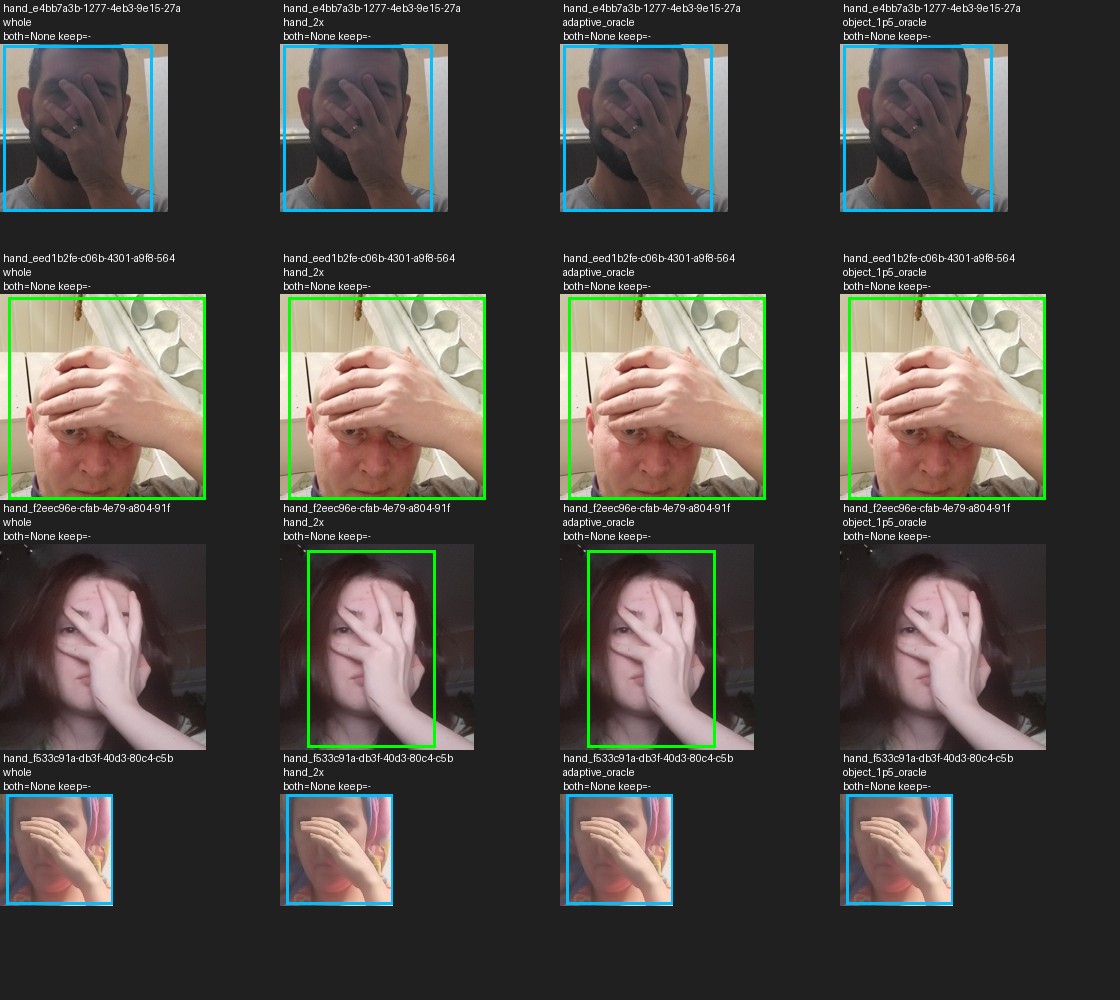 hand_e4bb7a3b-1277-4eb3-9e15-27a
whole
both=None keep=-
hand_e4bb7a3b-1277-4eb3-9e15-27a
hand_2x
both=None keep=-
hand_e4bb7a3b-1277-4eb3-9e15-27a
adaptive_oracle
both=None keep=-
hand_e4bb7a3b-1277-4eb3-9e15-27a
object_1p5_oracle
both=None keep=-
hand_eed1b2fe-c06b-4301-a9f8-564
whole
both=None keep=-
hand_eed1b2fe-c06b-4301-a9f8-564
hand_2x
both=None keep=-
hand_eed1b2fe-c06b-4301-a9f8-564
adaptive_oracle
both=None keep=-
hand_eed1b2fe-c06b-4301-a9f8-564
object_1p5_oracle
both=None keep=-
hand_f2eec96e-cfab-4e79-a804-91f
whole
both=None keep=-
hand_f2eec96e-cfab-4e79-a804-91f
hand_2x
both=None keep=-
hand_f2eec96e-cfab-4e79-a804-91f
adaptive_oracle
both=None keep=-
hand_f2eec96e-cfab-4e79-a804-91f
object_1p5_oracle
both=None keep=-
hand_f533c91a-db3f-40d3-80c4-c5b
whole
both=None keep=-
hand_f533c91a-db3f-40d3-80c4-c5b
hand_2x
both=None keep=-
hand_f533c91a-db3f-40d3-80c4-c5b
adaptive_oracle
both=None keep=-
hand_f533c91a-db3f-40d3-80c4-c5b
object_1p5_oracle
both=None keep=-